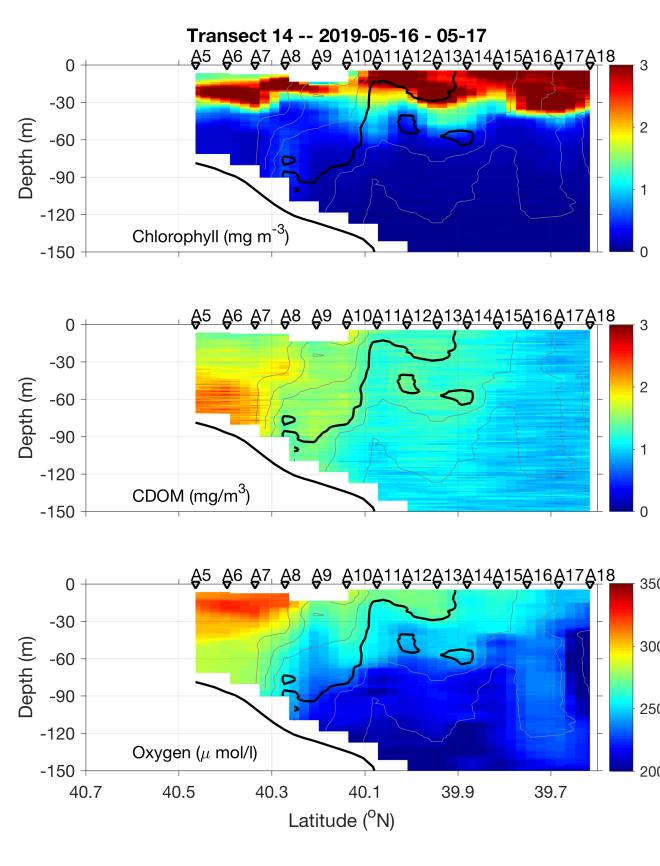 Transect 14 -- 2019-05-16 - 05-17
A5 A6 A7 A8 A9 A10 A11 A12 A13 A14 A15 A16 A17 A18
0 3
-30
2
-60
Depth (m)
-90 1
-120
Chlorophyll (mg m-3)
-150 0
A5 A6 A7 A8 A9 A10 A11 A12 A13 A14 A15 A16 A17 A18
0 3
-30
2
-60
Depth (m)
-90 1
-120
CDOM (mg/m3)
-150 0
A5 A6 A7 A8 A9 A10 A11 A12 A13 A14 A15 A16 A17 A18
0 350
-30
300
-60
Depth (m)
-90 250
-120
Oxygen (μ mol/l)
-150 200
40.7 40.5 40.3 40.1 39.9 39.7
Latitude (oN)